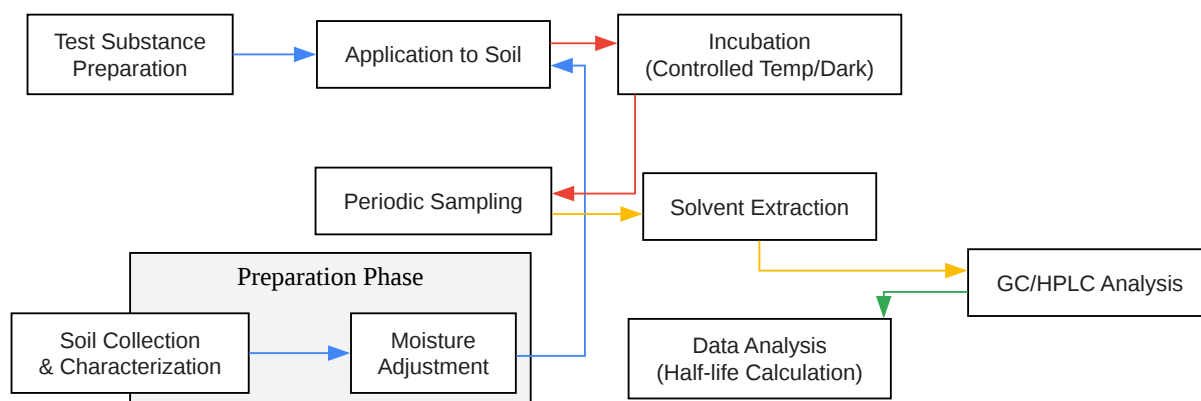 Test Substance
Preparation
Application to Soil
Incubation
(Controlled Temp/Dark)
Periodic Sampling
Solvent Extraction
Preparation Phase
GC/HPLC Analysis
Soil Collection
& Characterization
Moisture
Adjustment
Data Analysis
(Half-life Calculation)